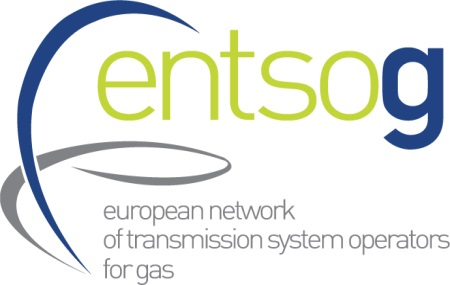 entsog
european network
of transmission system operators
for gas